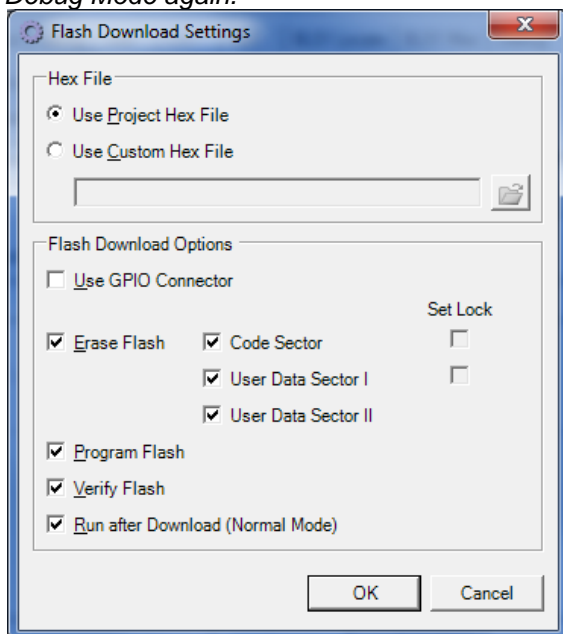 Debug Mode again.
Flash Download Settings
Hex File
Use Project Hex File
Use Custom Hex File
Flash Download Options
Use GPIO Connector
Set Lock
Erase Flash Code Sector
User Data Sector I
User Data Sector II
Program Flash
Verify Flash
Run after Download (Normal Mode)
OK Cancel